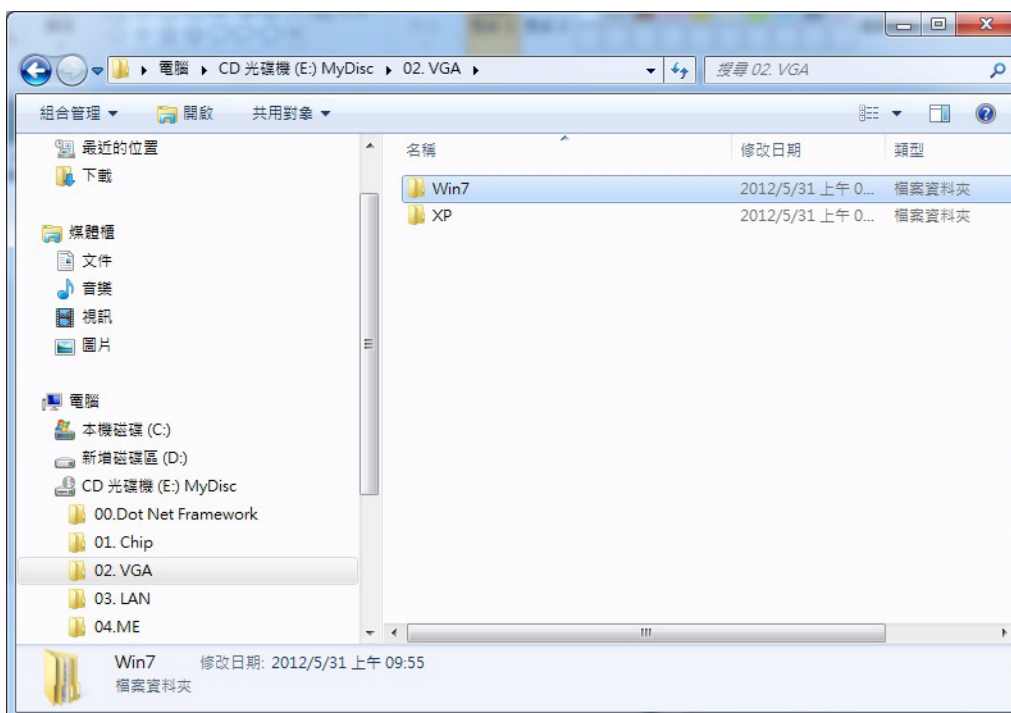 電腦 CD 光碟機 (E:) MyDisc 02. VGA 搜尋 02. VGA
組合管理 開啟 共用對象
最近的位置
下載
媒體櫃
文件
音樂
視訊
圖片
電腦
本機磁碟 (C:)
新增磁碟區 (D:)
CD 光碟機 (E:) MyDisc
00.Dot Net Framework
01. Chip
02. VGA
03. LAN
04.ME
名稱 修改日期 類型
Win7 2012/5/31 上午 0... 檔案資料夾
XP 2012/5/31 上午 0... 檔案資料夾
Win7 修改日期: 2012/5/31 上午 09:55
檔案資料夾